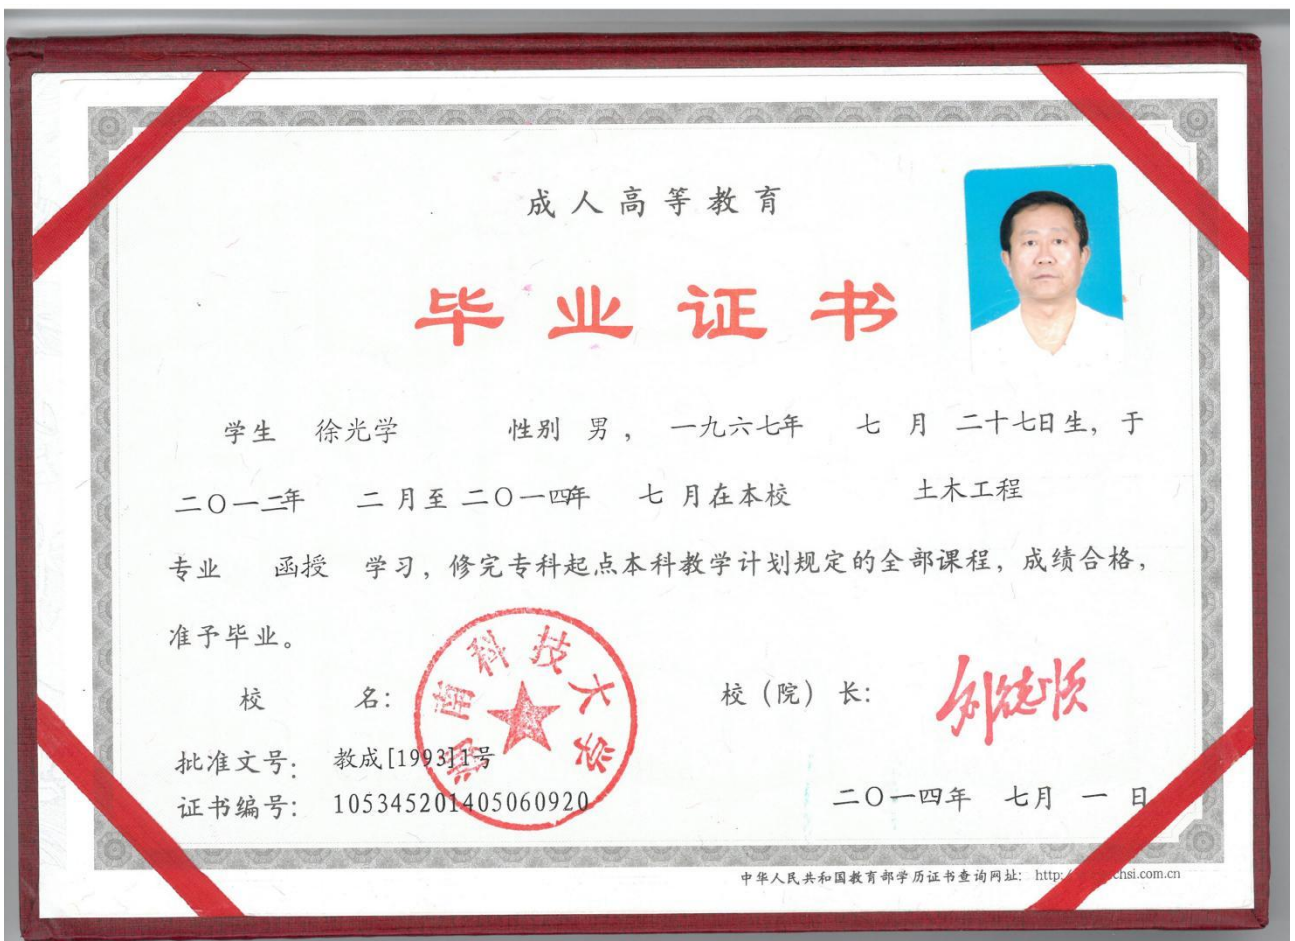 成人高等教育
毕业证书
学生 徐光学 性别 男， 一九六七年 七 月 二十七日生，于
二〇一二年 二 月至 二〇一四年 七 月在本校 土木工程
专业 函授 学习，修完专科起点本科教学计划规定的全部课程，成绩合格，
准予毕业。
校 名： 湖南科技大学 校（院）长： 刘德顺
批准文号： 教成[1993]1号
证书编号： 105345201405060920 二〇一四年 七月 一 日
中华人民共和国教育部学历证书查询网址： http:// chsi.com.cn